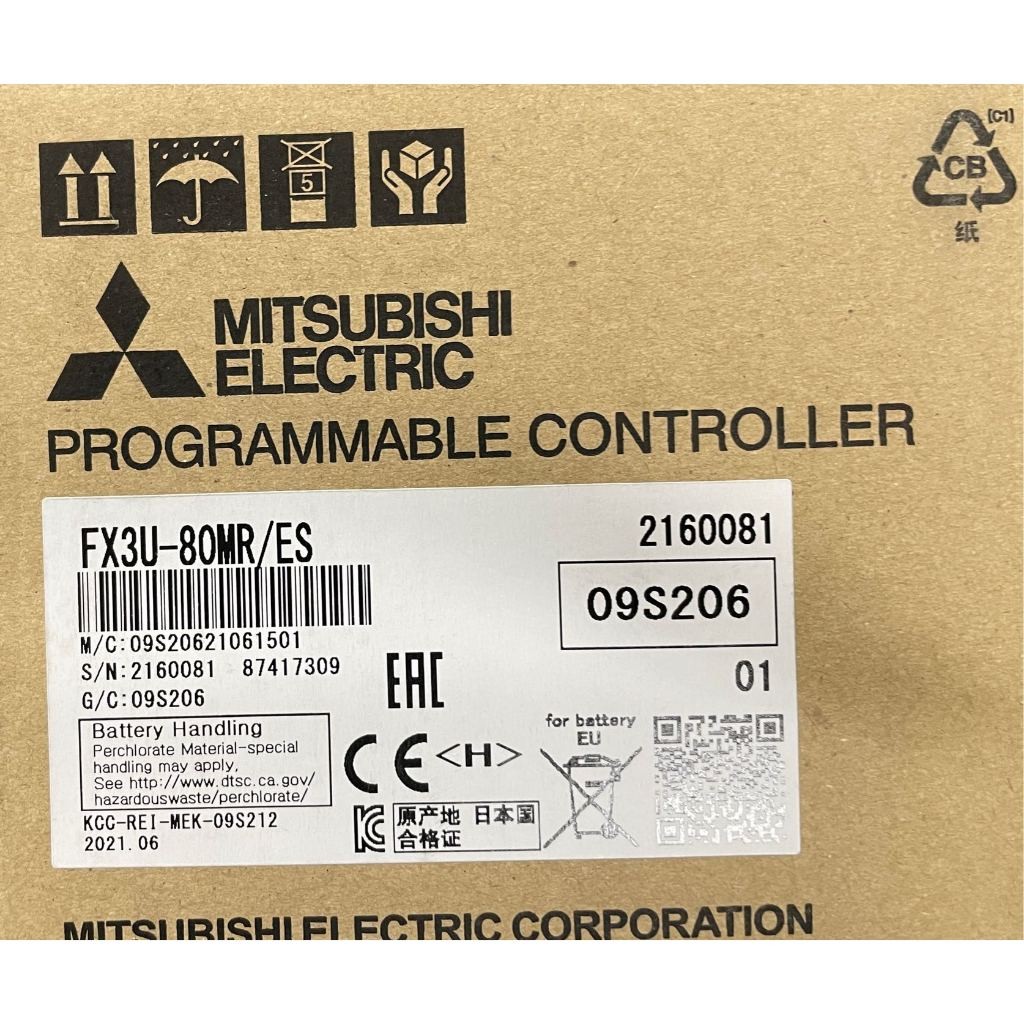 [C1]
5
CB
纸
MITSUBISHI
ELECTRIC
PROGRAMMABLE CONTROLLER
FX3U-80MR/ES
2160081
09S206
M/C:09S20621061501
S/N:2160081 87417309
G/C:09S206
EAC
01
Battery Handling
Perchlorate Material-special
handling may apply,
See http://www.dtsc.ca.gov/
hazardouswaste/perchlorate/
CE
<H>
for battery
EU
KCC-REI-MEK-09S212
2021.06
原产地 日本国
合格证
MITSUBISHI ELECTRIC CORPORATION